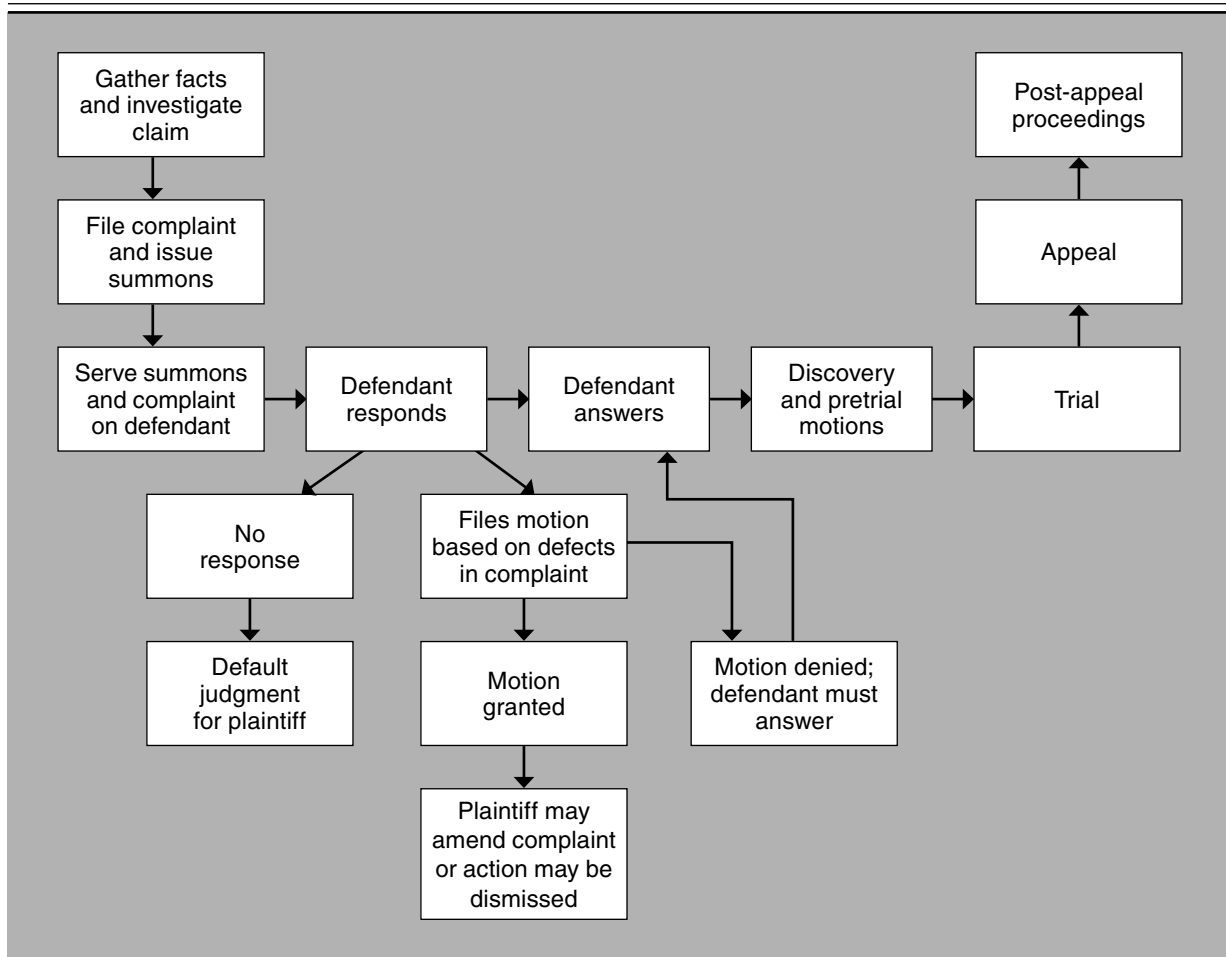 Gather facts
and investigate
claim
Post-appeal
proceedings
File complaint
and issue
summons
Appeal
Serve summons
and complaint
on defendant
Defendant
responds
Defendant
answers
Discovery
and pretrial
motions
Trial
No
response
Files motion
based on defects
in complaint
Default
judgment
for plaintiff
Motion
granted
Motion denied;
defendant must
answer
Plaintiff may
amend complaint
or action may be
dismissed